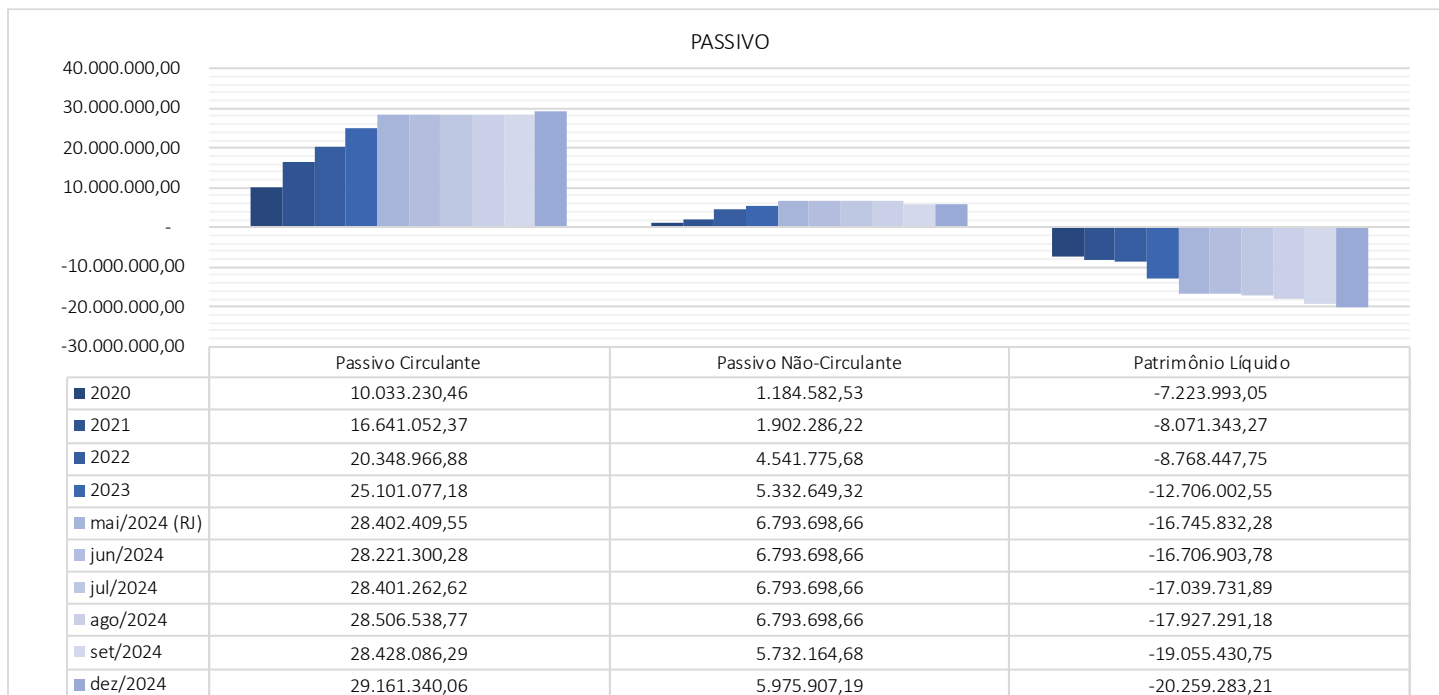 PASSIVO
40.000.000,00
30.000.000,00
20.000.000,00
10.000.000,00
-
-10.000.000,00
-20.000.000,00
-30.000.000,00
Passivo Circulante Passivo Não-Circulante Patrimônio Líquido
2020 10.033.230,46 1.184.582,53 -7.223.993,05
2021 16.641.052,37 1.902.286,22 -8.071.343,27
2022 20.348.966,88 4.541.775,68 -8.768.447,75
2023 25.101.077,18 5.332.649,32 -12.706.002,55
mai/2024 (RJ) 28.402.409,55 6.793.698,66 -16.745.832,28
jun/2024 28.221.300,28 6.793.698,66 -16.706.903,78
jul/2024 28.401.262,62 6.793.698,66 -17.039.731,89
ago/2024 28.506.538,77 6.793.698,66 -17.927.291,18
set/2024 28.428.086,29 5.732.164,68 -19.055.430,75
dez/2024 29.161.340,06 5.975.907,19 -20.259.283,21